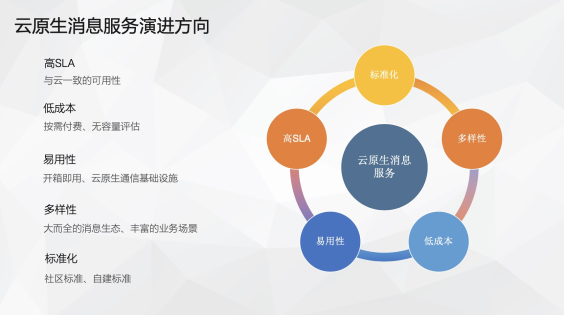 云原生消息服务演进方向
高SLA
与云一致的可用性
低成本
按需付费、无容量评估
易用性
开箱即用、云原生通信基础设施
多样性
大而全的消息生态、丰富的业务场景
标准化
社区标准、自建标准
标准化
高SLA
多样性
云原生消息
服务
易用性
低成本